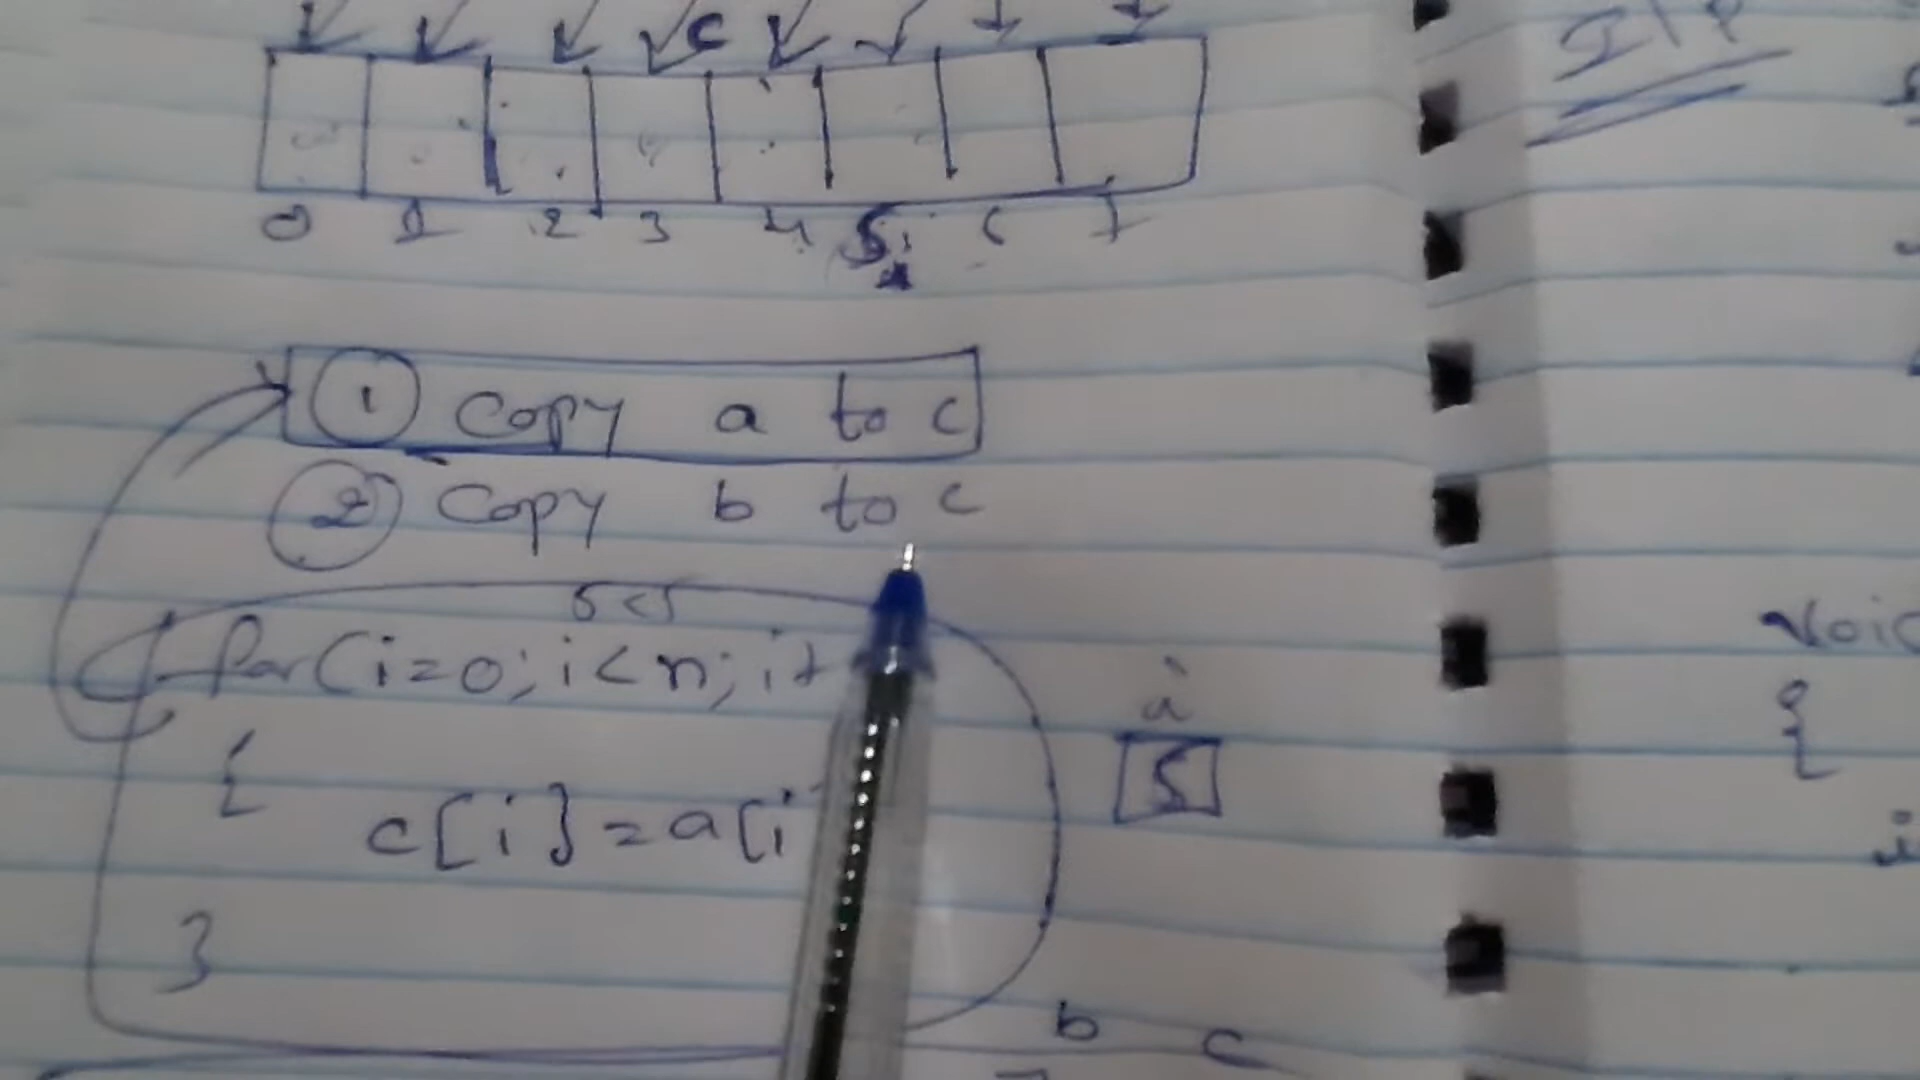 c
0 1 2 3 4 5 6 7
i
1 copy a to c
2 copy b to c
5<5
for(i=0; i<n; i+
{
c[i]=a[i
}
i
5
b c
I/P
Void
{
i